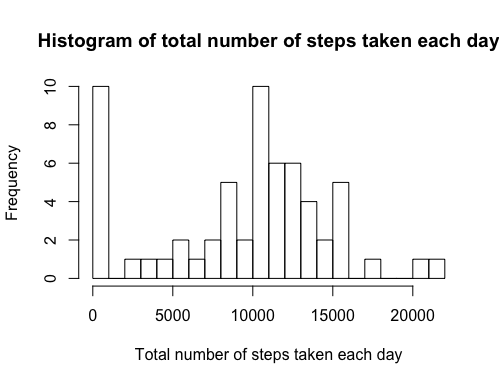 Histogram of total number of steps taken each day
Frequency
10
8
6
4
2
0
0 5000 10000 15000 20000
Total number of steps taken each day